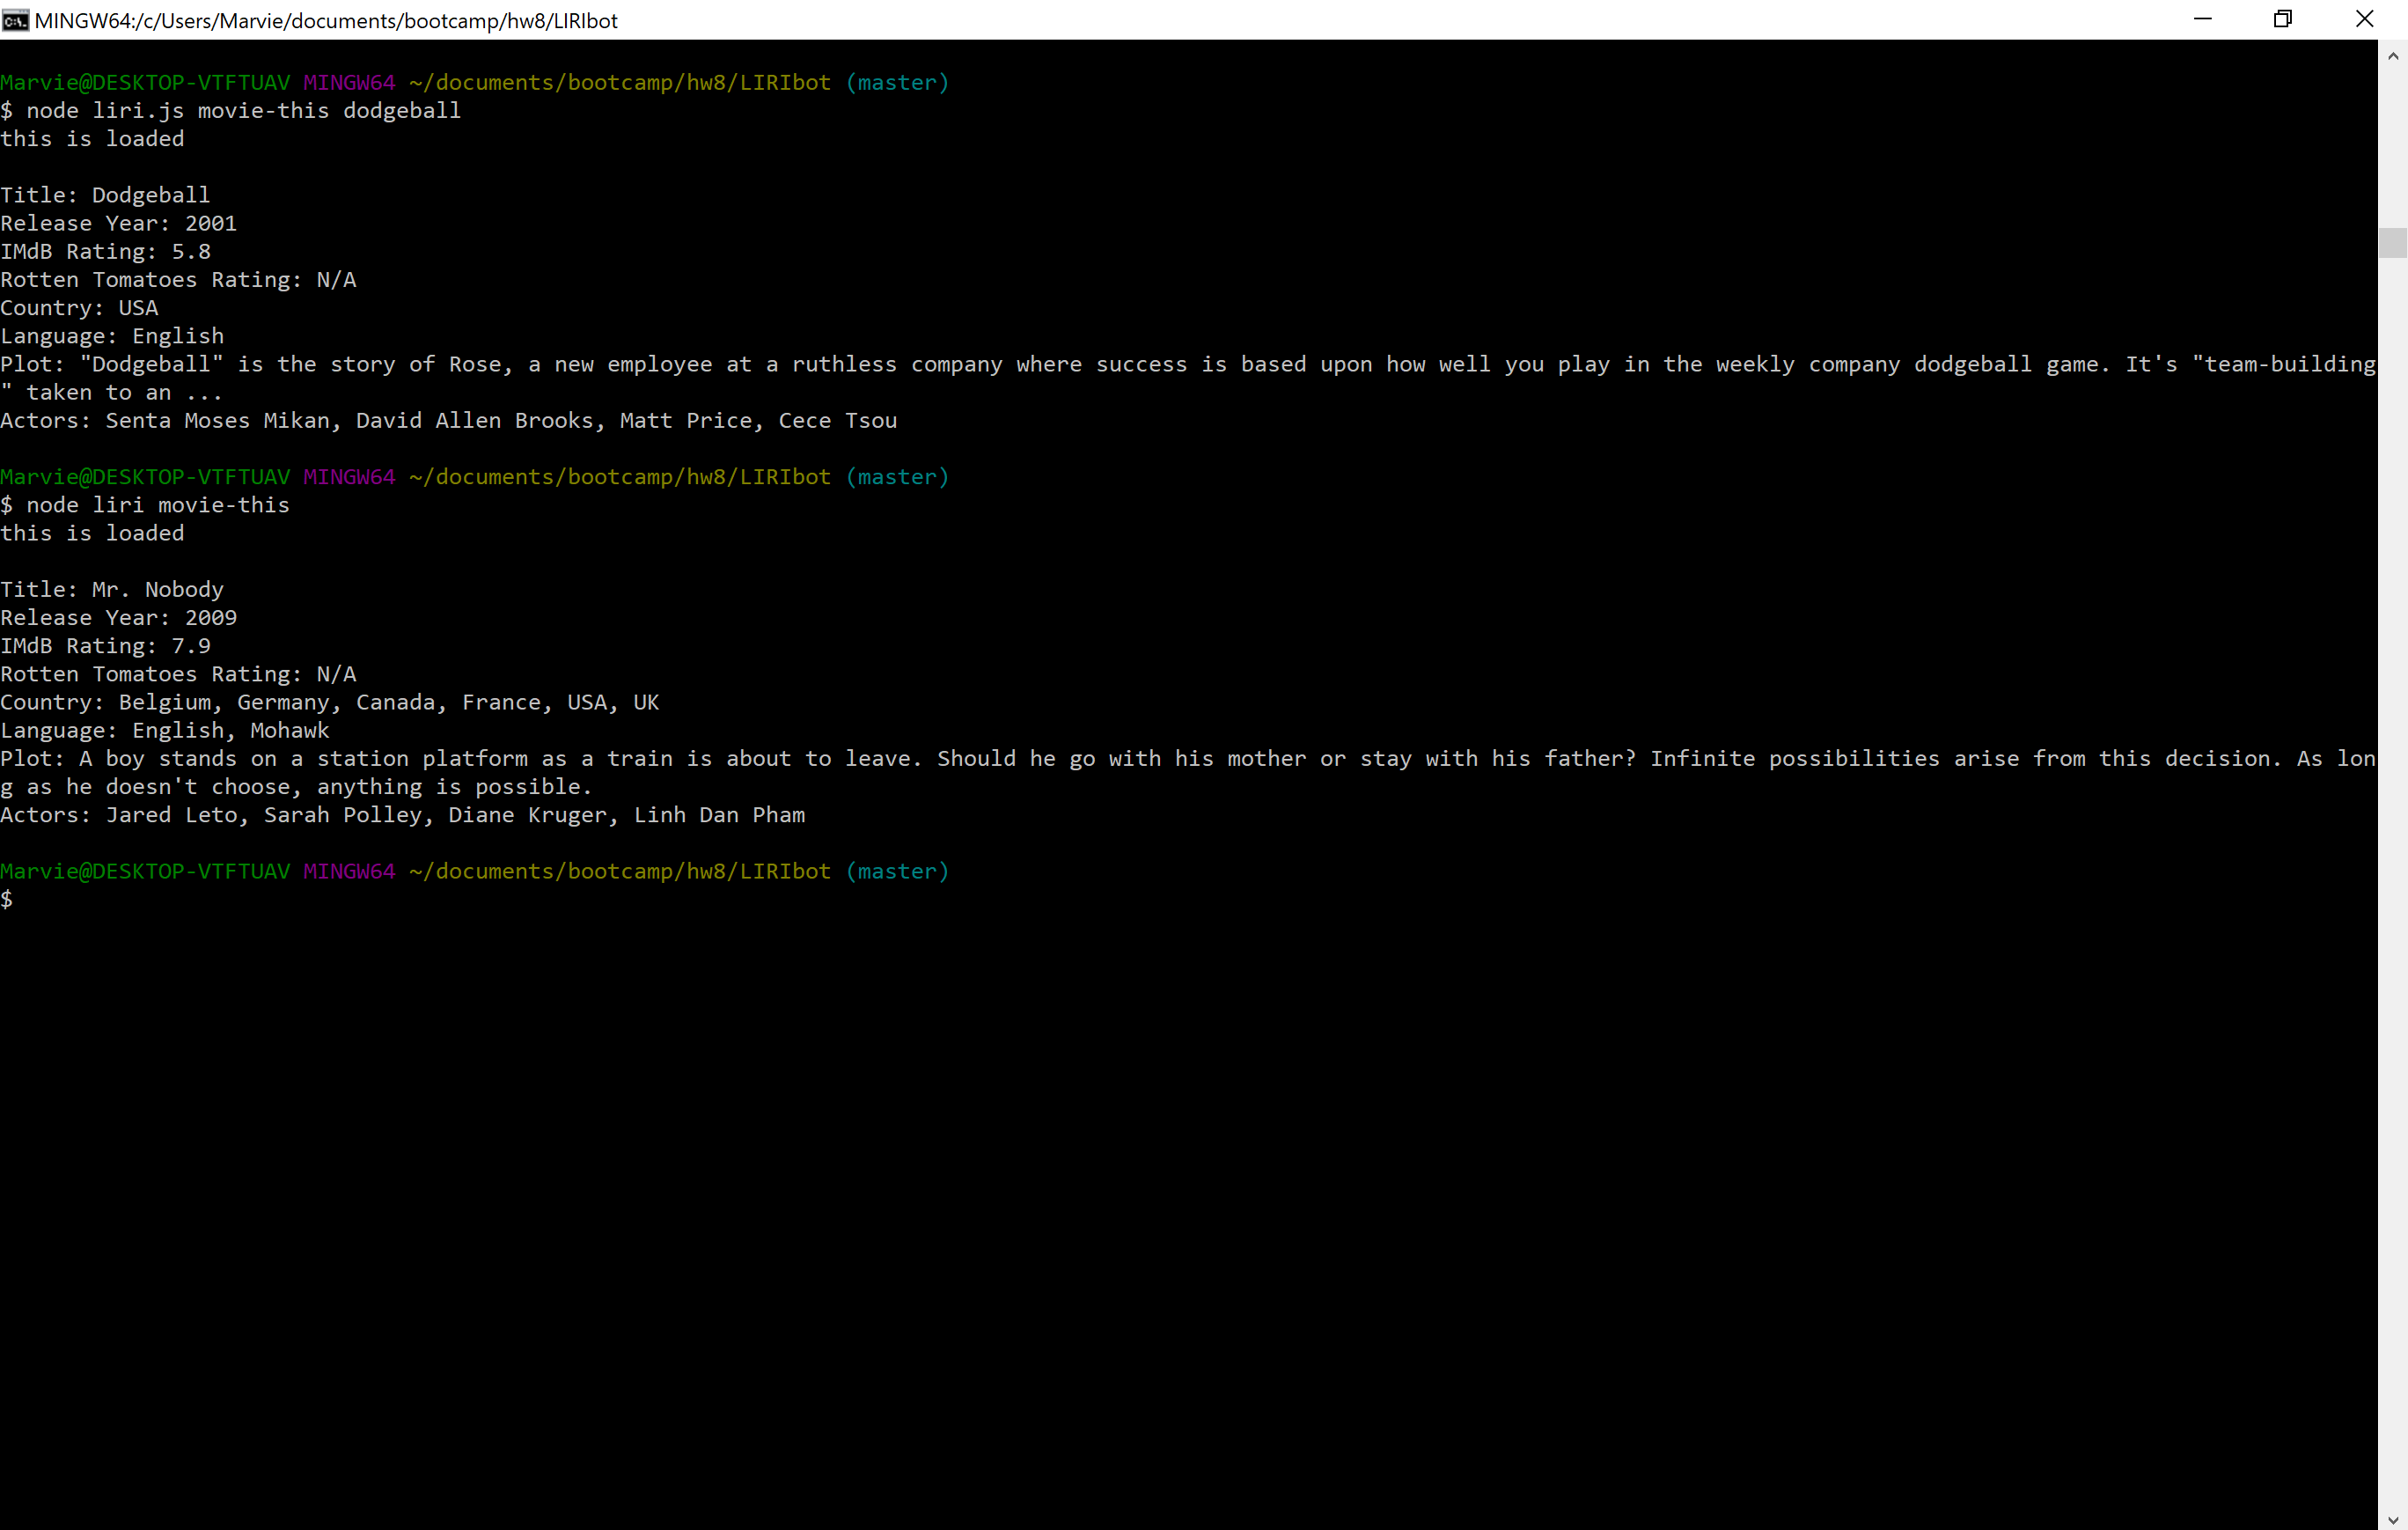 MINGW64:/c/Users/Marvie/documents/bootcamp/hw8/LIRIbot
Marvie@DESKTOP-VTFTUAV MINGW64 ~/documents/bootcamp/hw8/LIRIbot (master)
$ node liri.js movie-this dodgeball
this is loaded
Title: Dodgeball
Release Year: 2001
IMdB Rating: 5.8
Rotten Tomatoes Rating: N/A
Country: USA
Language: English
Plot: "Dodgeball" is the story of Rose, a new employee at a ruthless company where success is based upon how well you play in the weekly company dodgeball game. It's "team-building
" taken to an ...
Actors: Senta Moses Mikan, David Allen Brooks, Matt Price, Cece Tsou
Marvie@DESKTOP-VTFTUAV MINGW64 ~/documents/bootcamp/hw8/LIRIbot (master)
$ node liri movie-this
this is loaded
Title: Mr. Nobody
Release Year: 2009
IMdB Rating: 7.9
Rotten Tomatoes Rating: N/A
Country: Belgium, Germany, Canada, France, USA, UK
Language: English, Mohawk
Plot: A boy stands on a station platform as a train is about to leave. Should he go with his mother or stay with his father? Infinite possibilities arise from this decision. As lon
g as he doesn't choose, anything is possible.
Actors: Jared Leto, Sarah Polley, Diane Kruger, Linh Dan Pham
Marvie@DESKTOP-VTFTUAV MINGW64 ~/documents/bootcamp/hw8/LIRIbot (master)
$